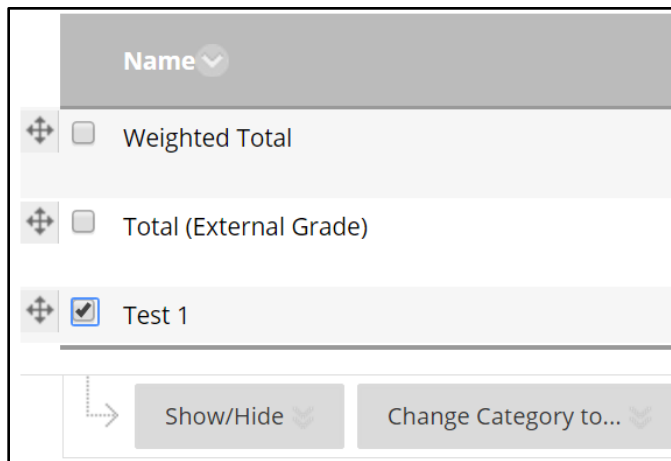 Name
Weighted Total
Total (External Grade)
Test 1
Show/Hide Change Category to...